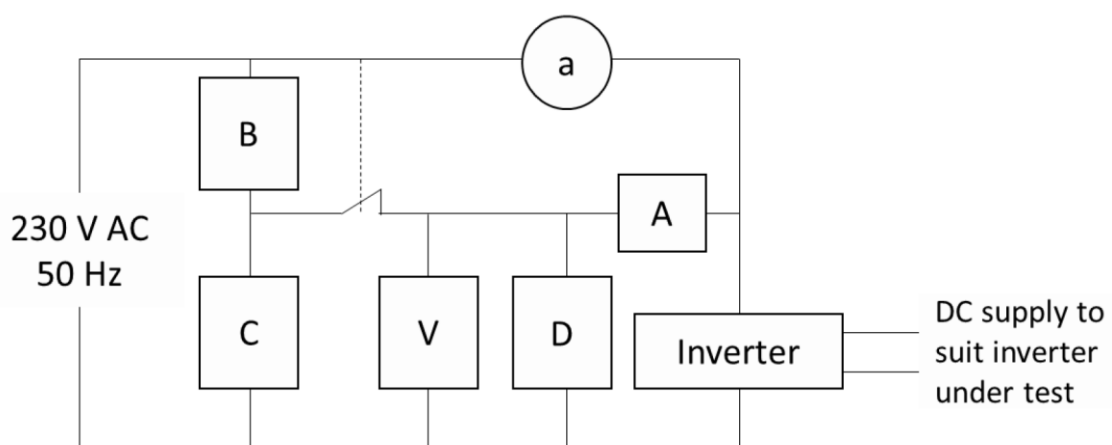 a
B
A
230 V AC
50 Hz
C
V
D
Inverter
DC supply to
suit inverter
under test